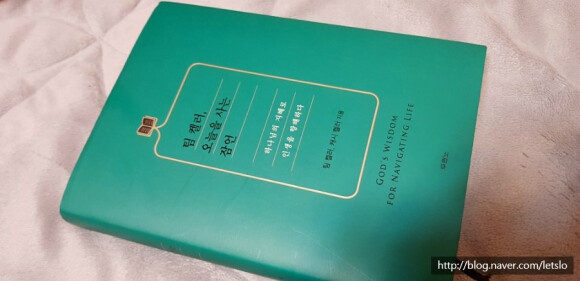 팀 켈러,
오늘을 사는
잠언
하나님의 지혜로
인생을 항해하다
팀 켈러, 캐시 켈러 지음
GOD'S WISDOM
FOR NAVIGATING LIFE
두란노
http://blog.naver.com/letslo